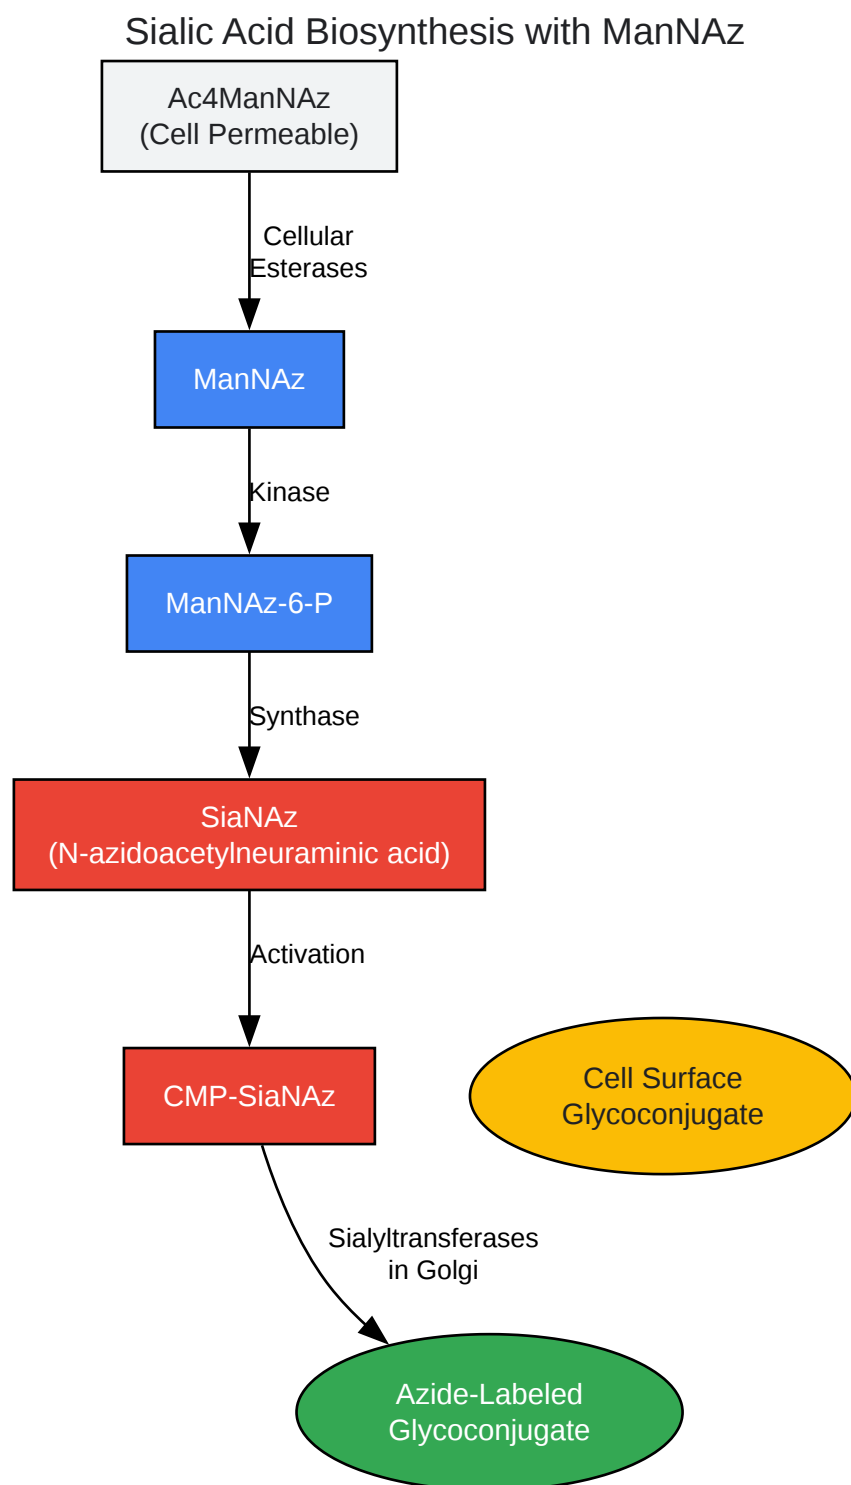 Sialic Acid Biosynthesis with ManNAz
Ac4ManNAz
(Cell Permeable)
Cellular
Esterases
ManNAz
Kinase
ManNAz-6-P
Synthase
SiaNAz
(N-azidoacetylneuraminic acid)
Activation
CMP-SiaNAz
Cell Surface
Glycoconjugate
Sialyltransferases
in Golgi
Azide-Labeled
Glycoconjugate